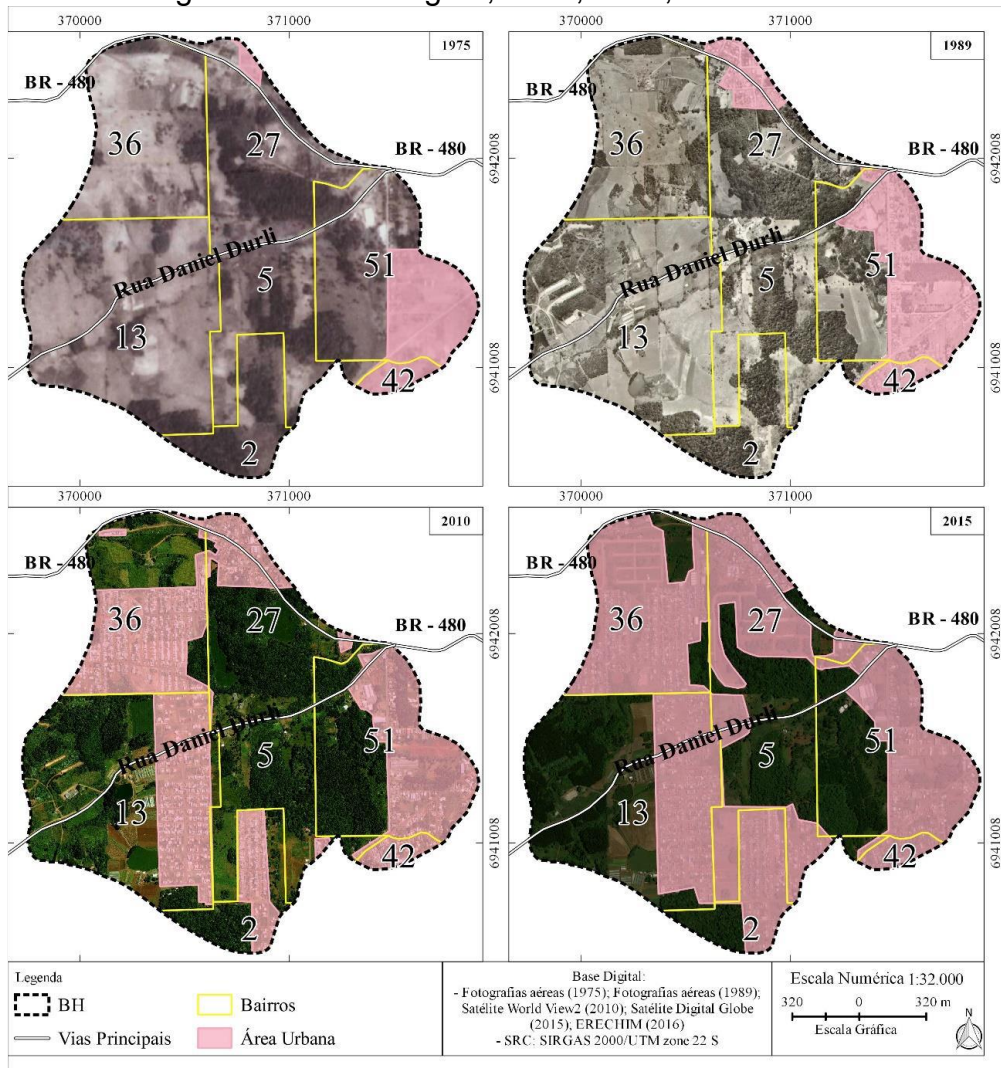 370000 371000 370000 371000
1975
1989
BR - 480
BR - 480
36
27
BR - 480
36
27
BR - 480
6942008
6942008
Rua Daniel Durli
5
51
Rua Daniel Durli
5
51
13
13
42
42
6941008
6941008
2
2
370000 371000 370000 371000
2010
2015
BR - 480
BR - 480
36
27
BR - 480
36
27
BR - 480
6942008
6942008
Rua Daniel Durli
5
51
Rua Daniel Durli
5
51
13
13
42
42
6941008
6941008
2
2
Legenda
BH
Bairros
Vias Principais
Área Urbana
Base Digital:
- Fotografias aéreas (1975); Fotografias aéreas (1989);
Satélite World View2 (2010); Satélite Digital Globe
(2015); ERECHIM (2016)
- SRC: SIRGAS 2000/UTM zone 22 S
Escala Numérica 1:32.000
320 0 320 m
Escala Gráfica
N